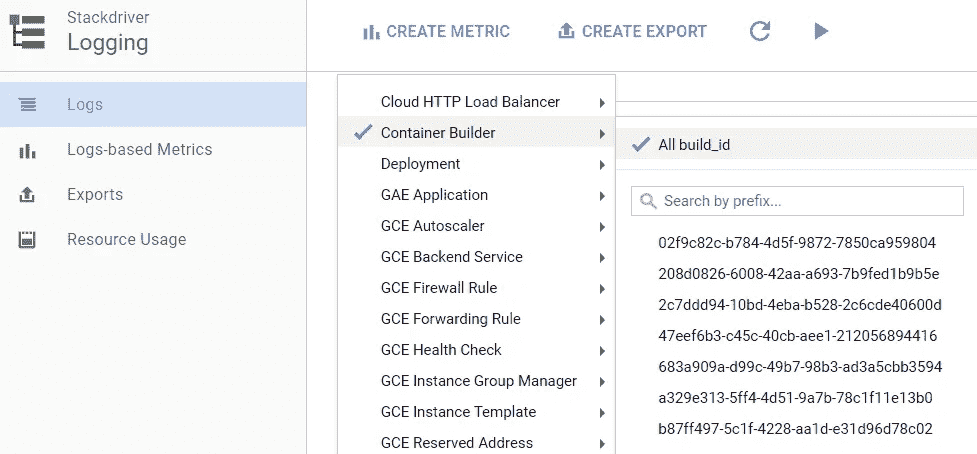 Stackdriver
Logging
CREATE METRIC
CREATE EXPORT
Logs
Logs-based Metrics
Exports
Resource Usage
Cloud HTTP Load Balancer
Container Builder
Deployment
GAE Application
GCE Autoscaler
GCE Backend Service
GCE Firewall Rule
GCE Forwarding Rule
GCE Health Check
GCE Instance Group Manager
GCE Instance Template
GCE Reserved Address
All build_id
Search by prefix...
02f9c82c-b784-4d5f-9872-7850ca959804
208d0826-6008-42aa-a693-7b9fed1b9b5e
2c7ddd94-10bd-4eba-b528-2c6cde40600d
47eef6b3-c45c-40cb-aee1-212056894416
683a909a-d99c-49b7-98b3-ad3a5cbb3594
a329e313-5ff4-4d51-9a7b-78c1f11e13b0
b87ff497-5c1f-4228-aa1d-e31d96d78c02